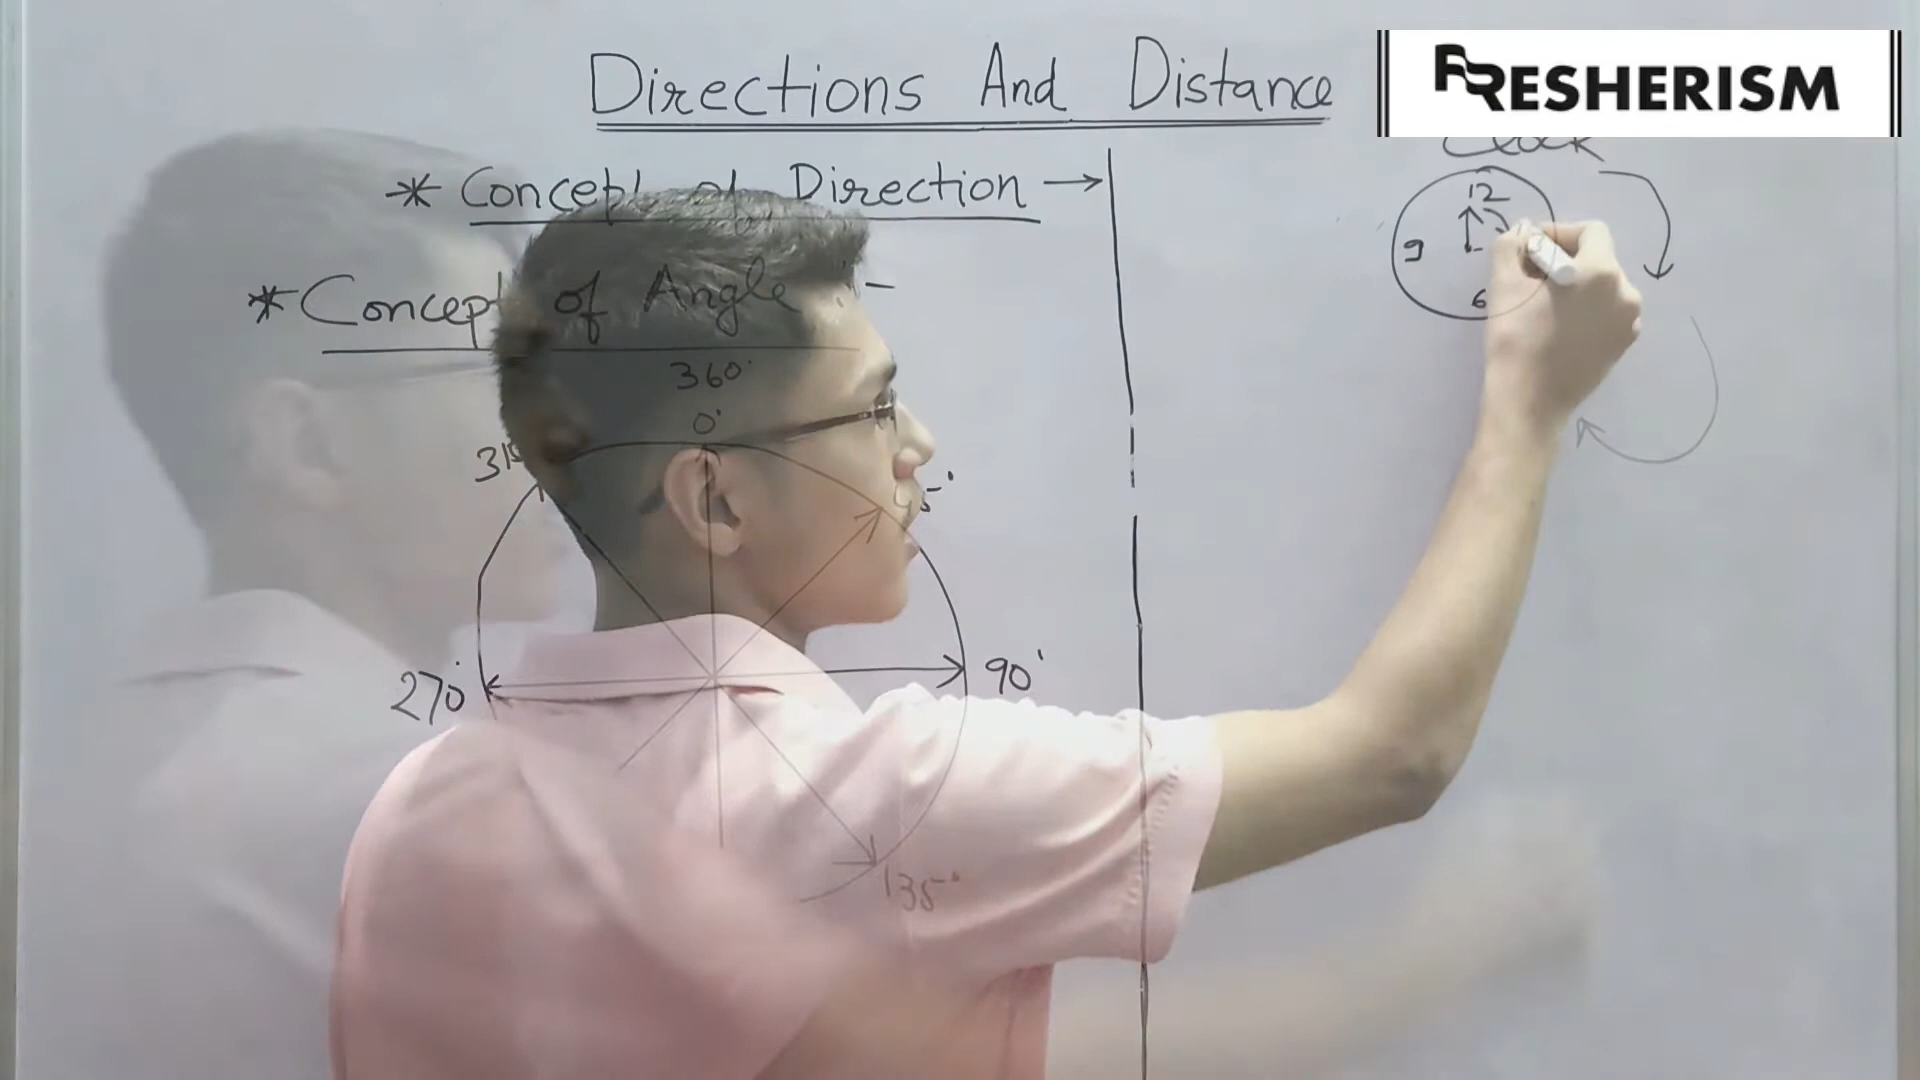 Directions And Distance
FRESHERISM
Clock
* Concept of Direction →
12
9
6
* Concept of Angle :-
360°
0°
45°
270°
90°
135°